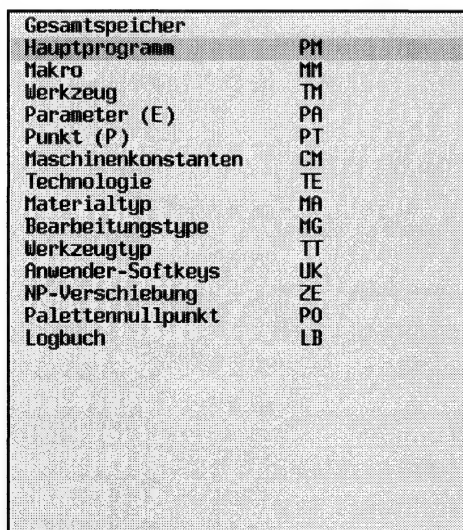 Gesamtspeicher
Hauptprogramm PM
Makro MM
Werkzeug TM
Parameter (E) PA
Punkt (P) PT
Maschinenkonstanten CM
Technologie TE
Materialtyp MA
Bearbeitungstype MG
Werkzeugtyp TT
Anwender-Softkeys UK
NP-Verschiebung ZE
Palettennullpunkt PO
Logbuch LB